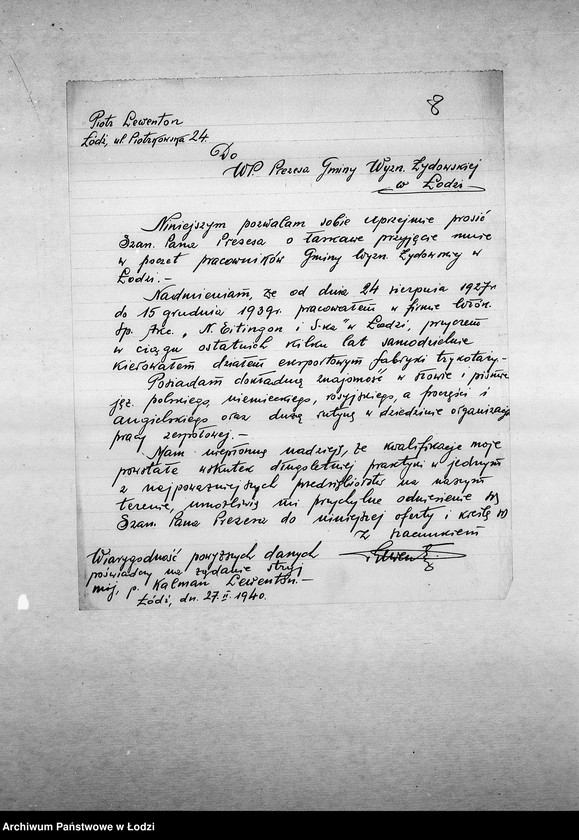 8
Piotr Lewenton
Łódź, ul. Piotrkowska 24.
Do
WP. Prezesa Gminy Wyzn. Żydowskiej
w Łodzi
Niniejszym pozwalam sobie uprzejmie prosić
Szan. Pana Prezesa o łaskawe przyjęcie mnie
w poczet pracowników Gminy Wyzn. Żydowskiej w
Łodzi.-
Nadmieniam, że od dnia 24 sierpnia 1927r
do 15 grudnia 1939r. pracowałem w firmie Włók.
Sp. Akc. „N. Eitingon i S-ka" w Łodzi, przyczem
w ciągu ostatnich kilku lat samodzielnie
kierowałem działem eksportowym fabryki trykotaży.-
Posiadam dokładną znajomość w słowie i piśmie
jęz. polskiego, niemieckiego, rosyjskiego, a poczęści i
angielskiego oraz dużą rutynę w dziedzinie organizacji
pracy zespołowej.-
Mam niepłonną nadzieję, że kwalifikacje moje
powstałe wskutek długoletniej praktyki w jednym
z najpoważniejszych przedsiębiorstw na naszym
terenie, umożliwią mi przychylne odniesienie się
Szan. Pana Prezesa do niniejszej oferty i kreślę się
z szacunkiem
Wiarygodność powyższych danych
poświadczy na żądanie stryj
mój, p. Kalman Lewenton.-
Łódź, dn. 27.II.1940.
Archiwum Państwowe w Łodzi